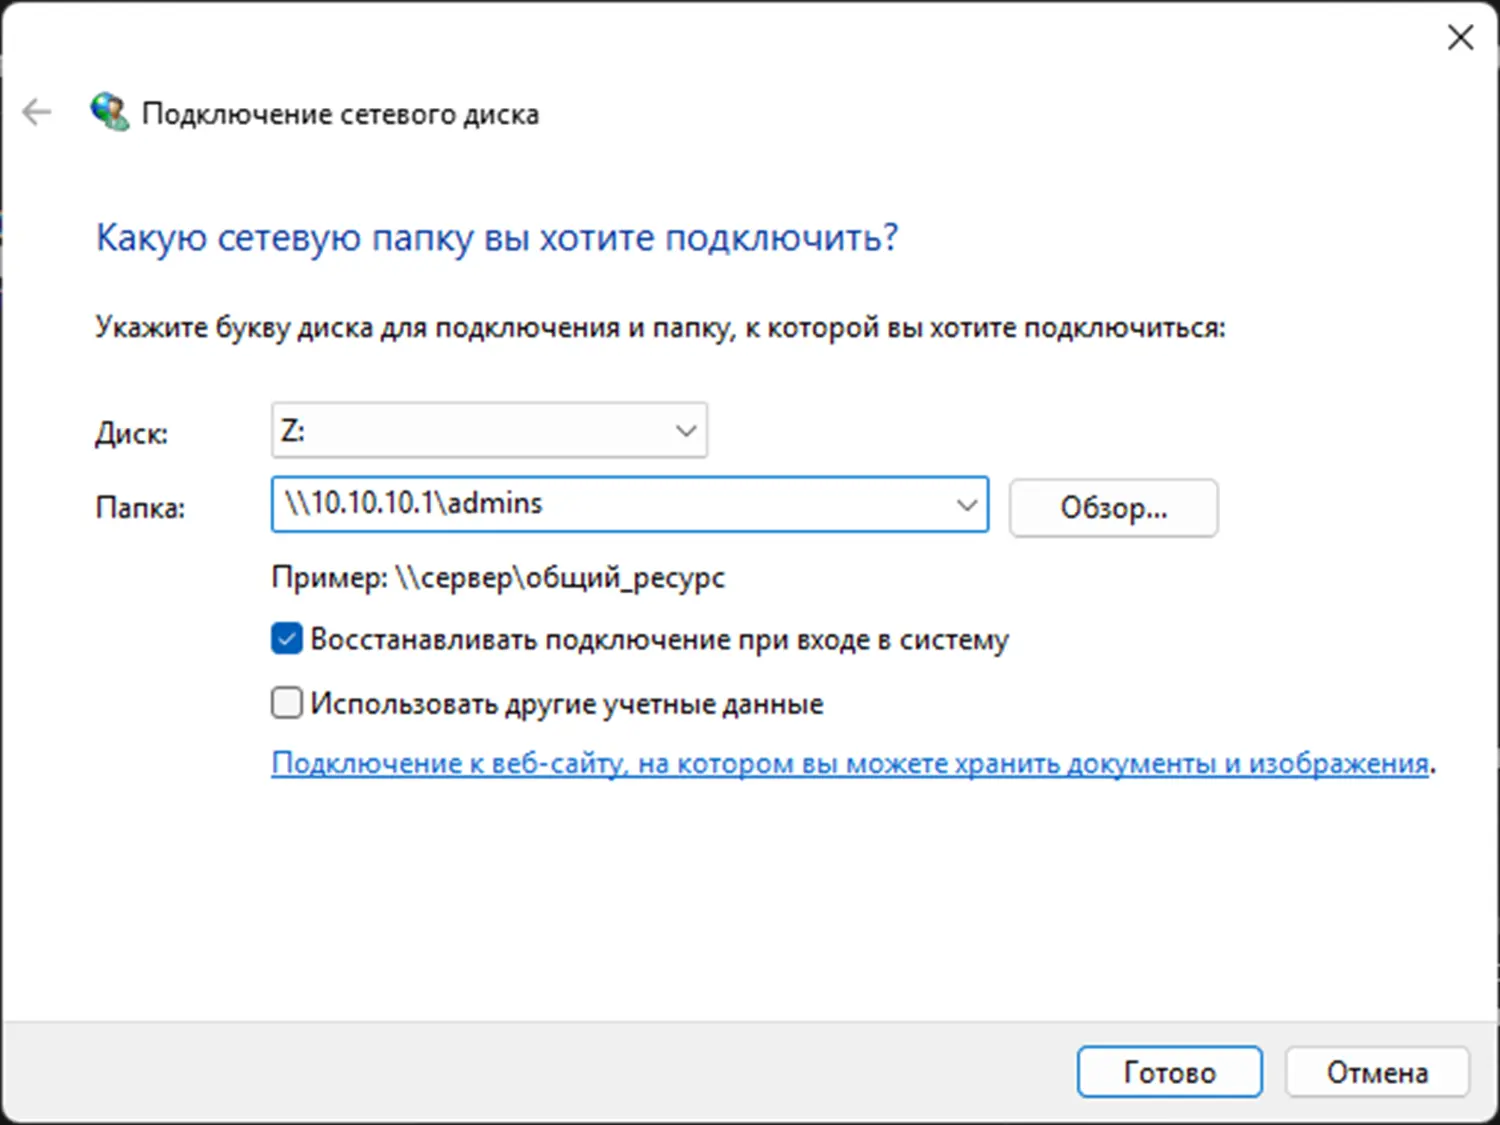 Подключение сетевого диска
Какую сетевую папку вы хотите подключить?
Укажите букву диска для подключения и папку, к которой вы хотите подключиться:
Диск: Z:
Папка: \\10.10.10.1\admins Обзор...
Пример: \\сервер\общий_ресурс
Восстанавливать подключение при входе в систему
Использовать другие учетные данные
Подключение к веб-сайту, на котором вы можете хранить документы и изображения.
Готово Отмена